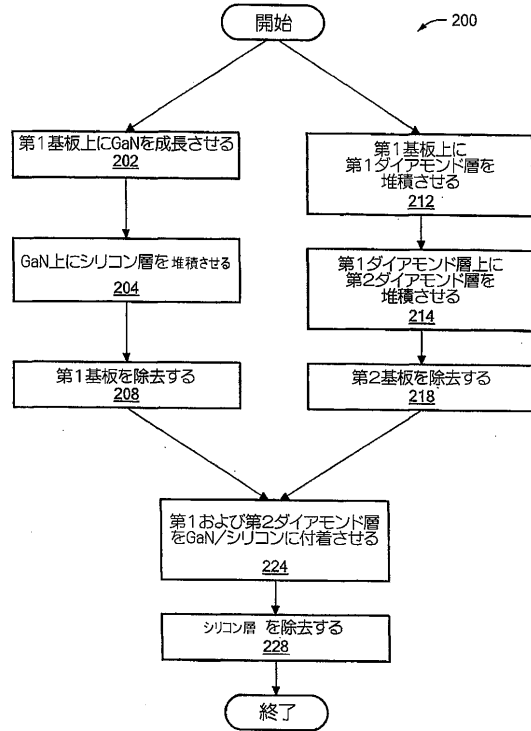 開始
200
第1基板上にGaNを成長させる
202
GaN上にシリコン層を堆積させる
204
第1基板を除去する
208
第1基板上に
第1ダイアモンド層を
堆積させる
212
第1ダイアモンド層上に
第2ダイアモンド層を
堆積させる
214
第2基板を除去する
218
第1および第2ダイアモンド層
をGaN/シリコンに付着させる
224
シリコン層 を除去する
228
終了